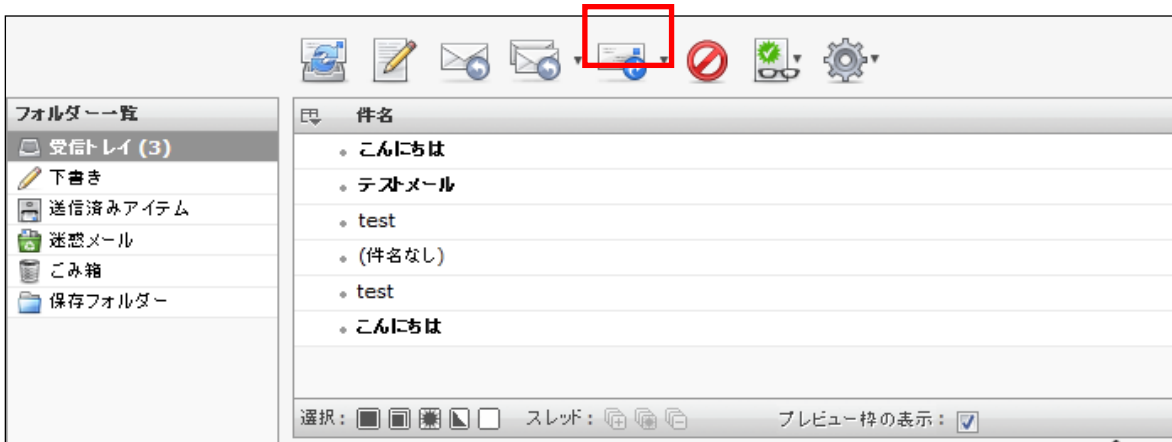 フォルダー一覧
件名
受信トレイ (3)
下書き
送信済みアイテム
迷惑メール
ごみ箱
保存フォルダー
こんにちは
テストメール
test
(件名なし)
test
こんにちは
選択: スレッド: プレビュー枠の表示: